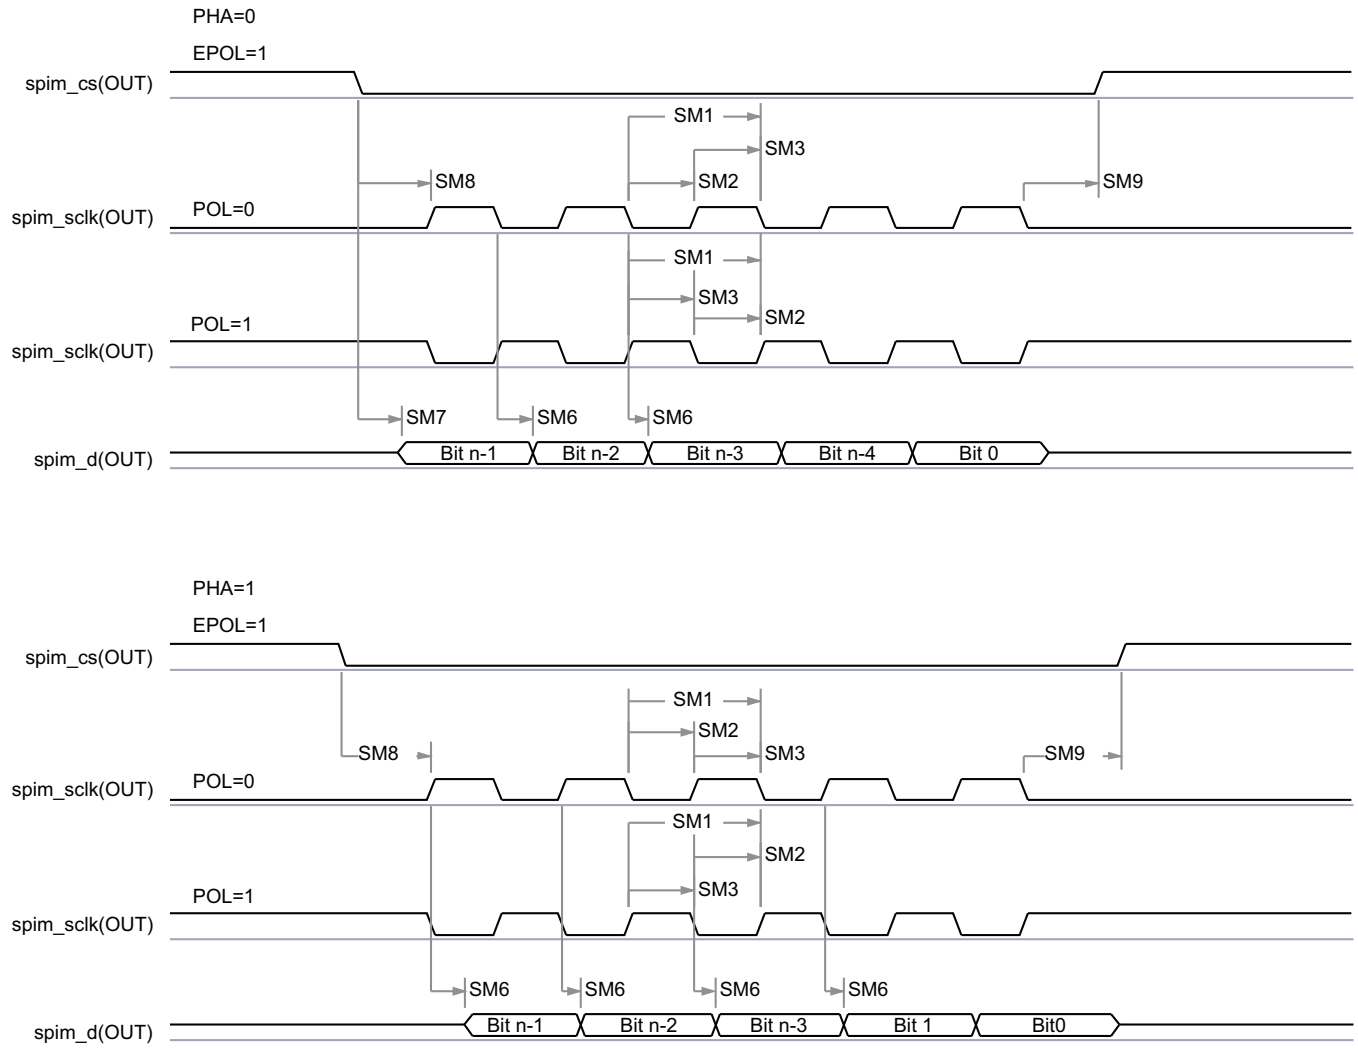 PHA=0
EPOL=1
spim_cs(OUT)
SM1
SM3
SM8
SM2
SM9
POL=0
spim_sclk(OUT)
SM1
SM3
SM2
POL=1
spim_sclk(OUT)
SM7
SM6
SM6
spim_d(OUT)
Bit n-1
Bit n-2
Bit n-3
Bit n-4
Bit 0
PHA=1
EPOL=1
spim_cs(OUT)
SM1
SM2
SM8
SM3
SM9
POL=0
spim_sclk(OUT)
SM1
SM2
SM3
POL=1
spim_sclk(OUT)
SM6
SM6
SM6
SM6
spim_d(OUT)
Bit n-1
Bit n-2
Bit n-3
Bit 1
Bit0